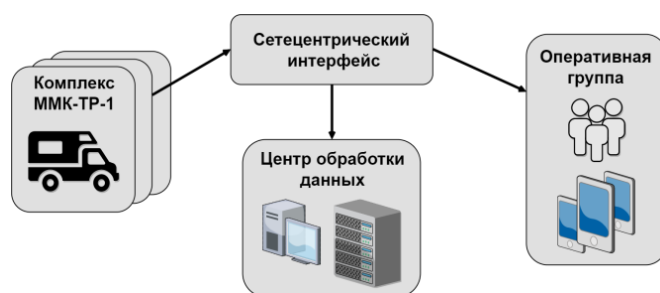 Комплекс
ММК-ТР-1
Сетецентрический
интерфейс
Центр обработки
данных
Оперативная
группа